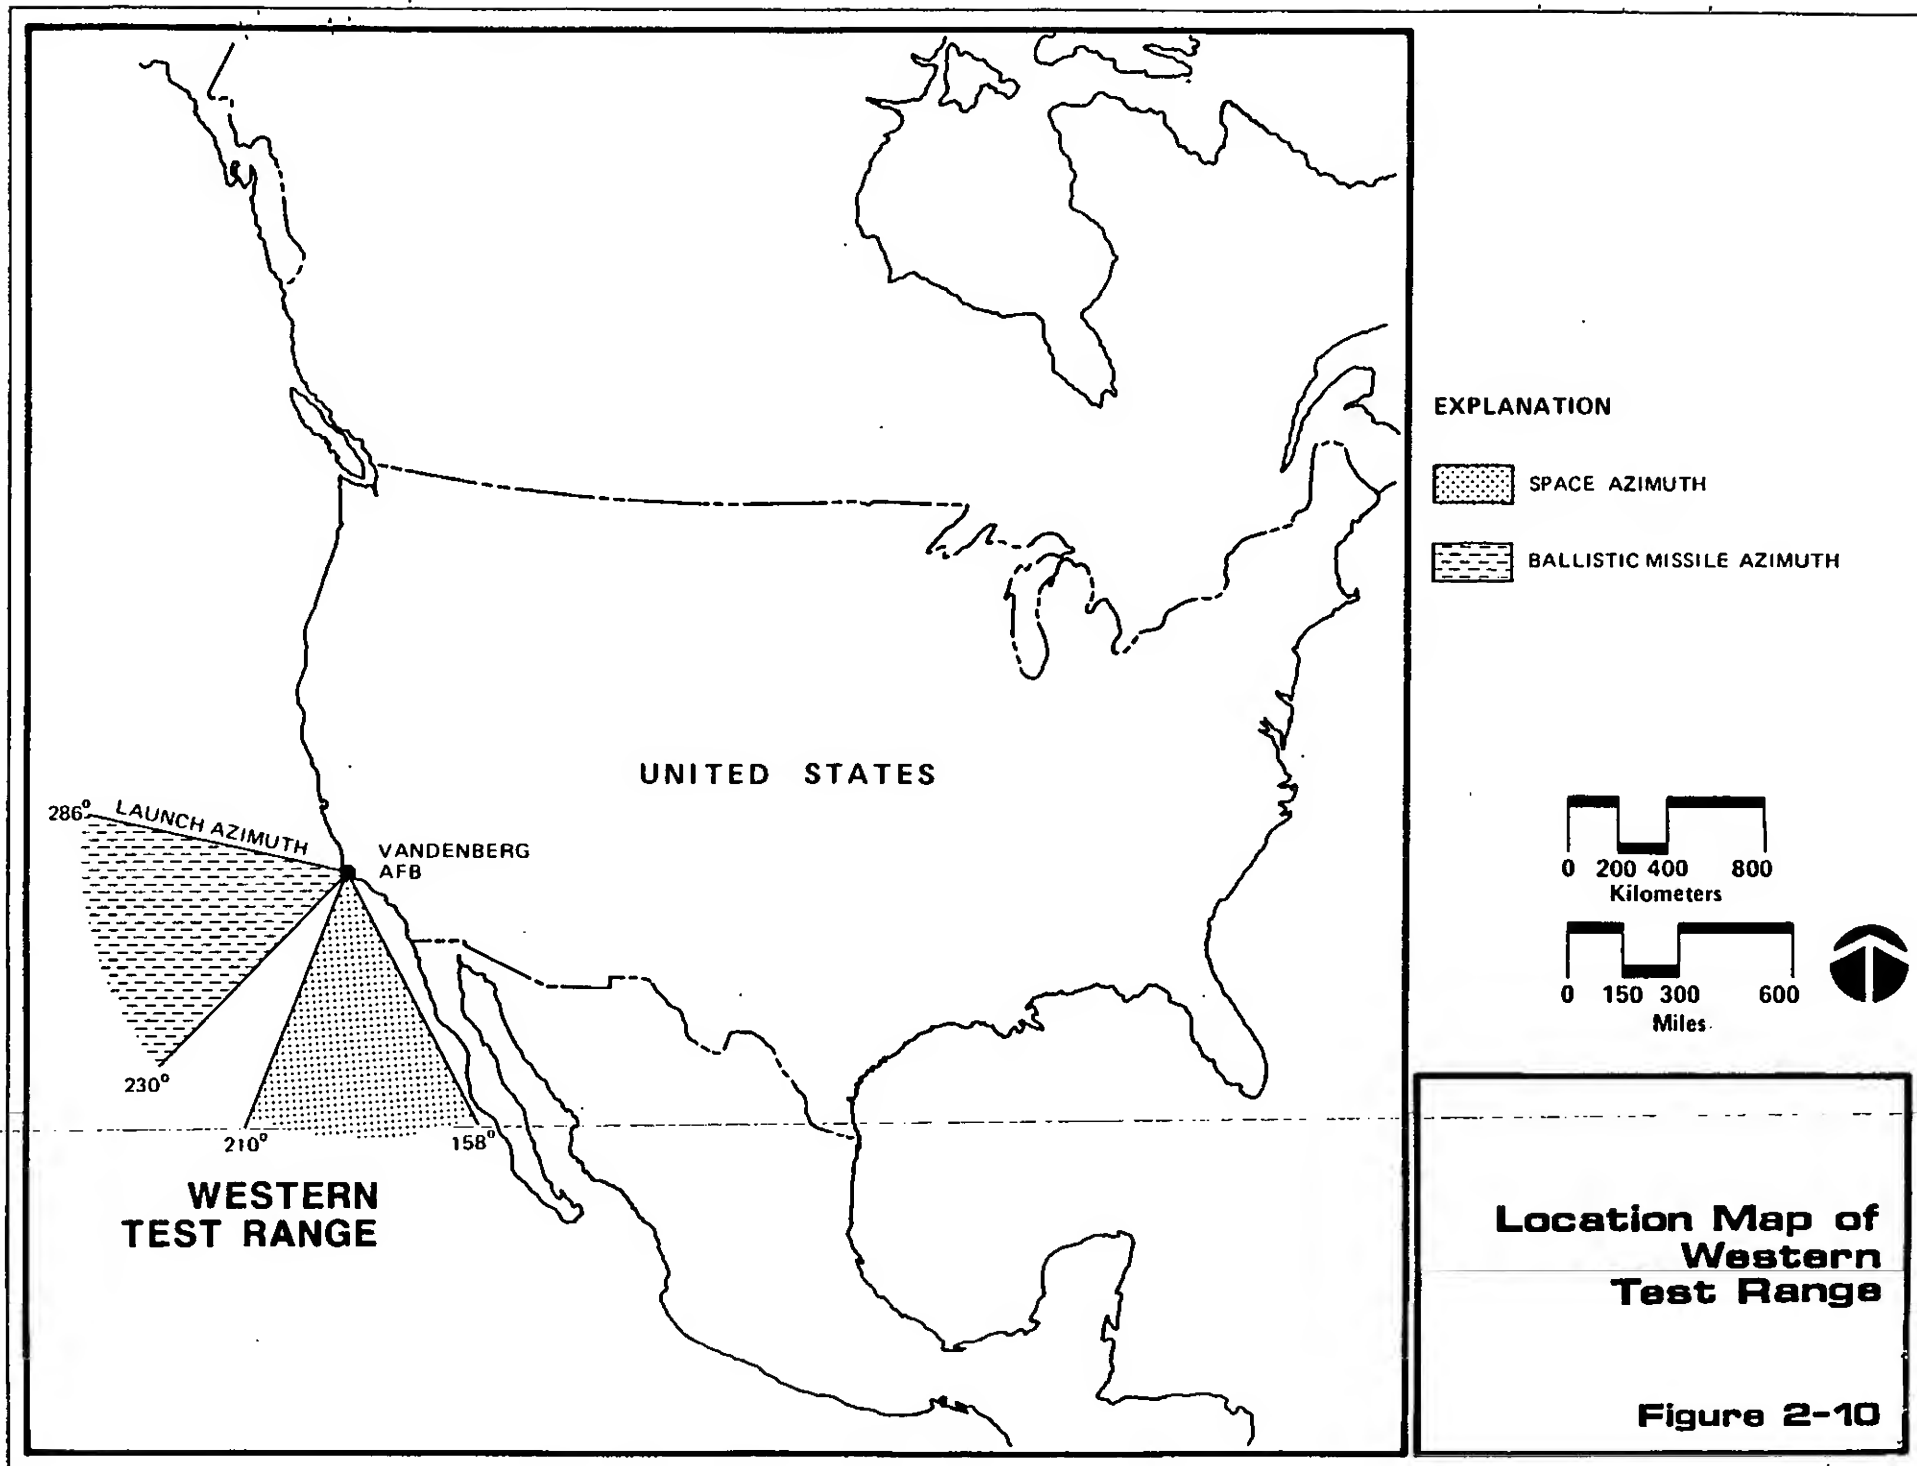 EXPLANATION
SPACE AZIMUTH
BALLISTIC MISSILE AZIMUTH
UNITED STATES
286°
LAUNCH AZIMUTH
VANDENBERG
AFB
230°
210°
158°
WESTERN
TEST RANGE
0 200 400 800
Kilometers
0 150 300 600
Miles
Location Map of
Western
Test Range
Figure 2-10